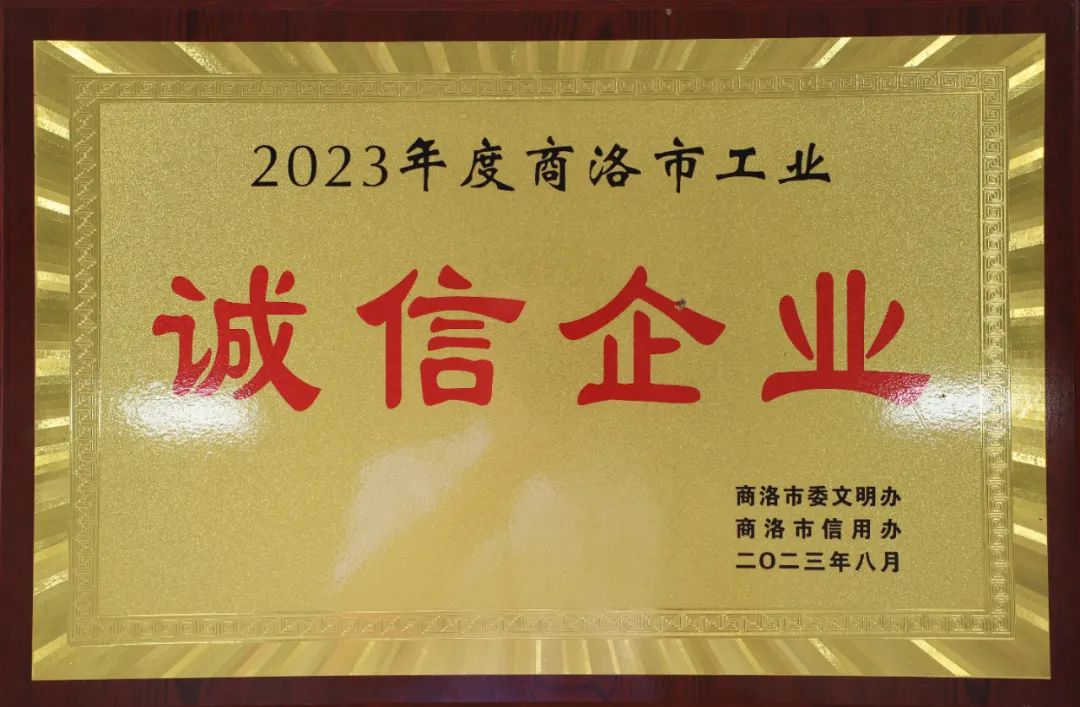 2023年度商洛市工业
诚信企业
商洛市委文明办
商洛市信用办
二〇二三年八月